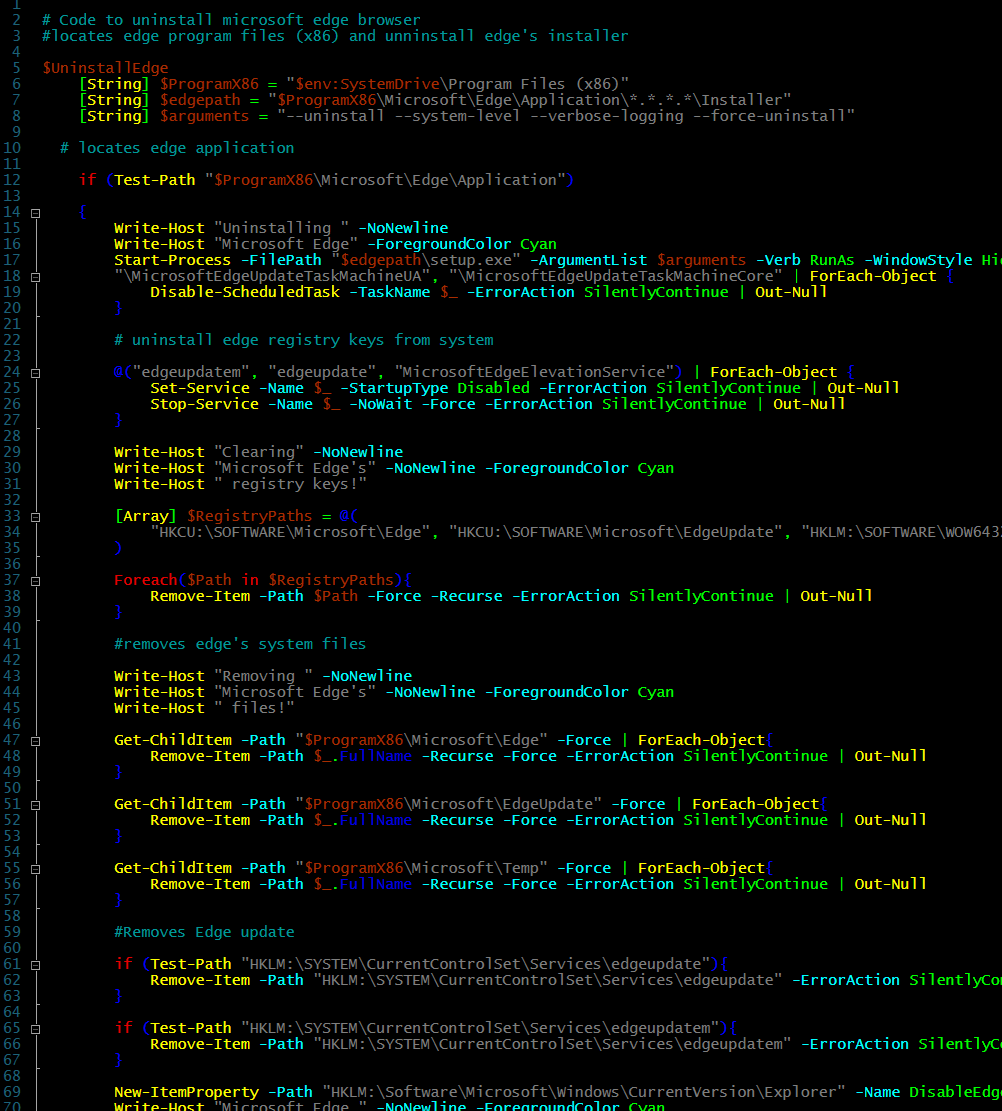 1
2 # Code to uninstall microsoft edge browser
3 #locates edge program files (x86) and unninstall edge's installer
4
5 $UninstallEdge
6 [String] $ProgramX86 = "$env:SystemDrive\Program Files (x86)"
7 [String] $edgepath = "$ProgramX86\Microsoft\Edge\Application\*.*.*.*\Installer"
8 [String] $arguments = "--uninstall --system-level --verbose-logging --force-uninstall"
9
10 # locates edge application
11
12 if (Test-Path "$ProgramX86\Microsoft\Edge\Application")
13
14 {
15 Write-Host "Uninstalling " -NoNewline
16 Write-Host "Microsoft Edge" -ForegroundColor Cyan
17 Start-Process -FilePath "$edgepath\setup.exe" -ArgumentList $arguments -Verb RunAs -WindowStyle Hi
18 "\MicrosoftEdgeUpdateTaskMachineUA", "\MicrosoftEdgeUpdateTaskMachineCore" | ForEach-Object {
19 Disable-ScheduledTask -TaskName $_ -ErrorAction SilentlyContinue | Out-Null
20 }
21
22 # uninstall edge registry keys from system
23
24 @("edgeupdatem", "edgeupdate", "MicrosoftEdgeElevationService") | ForEach-Object {
25 Set-Service -Name $_ -StartupType Disabled -ErrorAction SilentlyContinue | Out-Null
26 Stop-Service -Name $_ -NoWait -Force -ErrorAction SilentlyContinue | Out-Null
27 }
28
29 Write-Host "Clearing" -NoNewline
30 Write-Host "Microsoft Edge's" -NoNewline -ForegroundColor Cyan
31 Write-Host " registry keys!"
32
33 [Array] $RegistryPaths = @(
34 "HKCU:\SOFTWARE\Microsoft\Edge", "HKCU:\SOFTWARE\Microsoft\EdgeUpdate", "HKLM:\SOFTWARE\WOW643
35 )
36
37 Foreach($Path in $RegistryPaths){
38 Remove-Item -Path $Path -Force -Recurse -ErrorAction SilentlyContinue | Out-Null
39 }
40
41 #removes edge's system files
42
43 Write-Host "Removing " -NoNewline
44 Write-Host "Microsoft Edge's" -NoNewline -ForegroundColor Cyan
45 Write-Host " files!"
46
47 Get-ChildItem -Path "$ProgramX86\Microsoft\Edge" -Force | ForEach-Object{
48 Remove-Item -Path $_.FullName -Recurse -Force -ErrorAction SilentlyContinue | Out-Null
49 }
50
51 Get-ChildItem -Path "$ProgramX86\Microsoft\EdgeUpdate" -Force | ForEach-Object{
52 Remove-Item -Path $_.FullName -Recurse -Force -ErrorAction SilentlyContinue | Out-Null
53 }
54
55 Get-ChildItem -Path "$ProgramX86\Microsoft\Temp" -Force | ForEach-Object{
56 Remove-Item -Path $_.FullName -Recurse -Force -ErrorAction SilentlyContinue | Out-Null
57 }
58
59 #Removes Edge update
60
61 if (Test-Path "HKLM:\SYSTEM\CurrentControlSet\Services\edgeupdate"){
62 Remove-Item -Path "HKLM:\SYSTEM\CurrentControlSet\Services\edgeupdate" -ErrorAction SilentlyCo
63 }
64
65 if (Test-Path "HKLM:\SYSTEM\CurrentControlSet\Services\edgeupdatem"){
66 Remove-Item -Path "HKLM:\SYSTEM\CurrentControlSet\Services\edgeupdatem" -ErrorAction SilentlyC
67 }
68
69 New-ItemProperty -Path "HKLM:\Software\Microsoft\Windows\CurrentVersion\Explorer" -Name DisableEdg
70 Write-Host "Microsoft Edge " -NoNewline -ForegroundColor Cyan